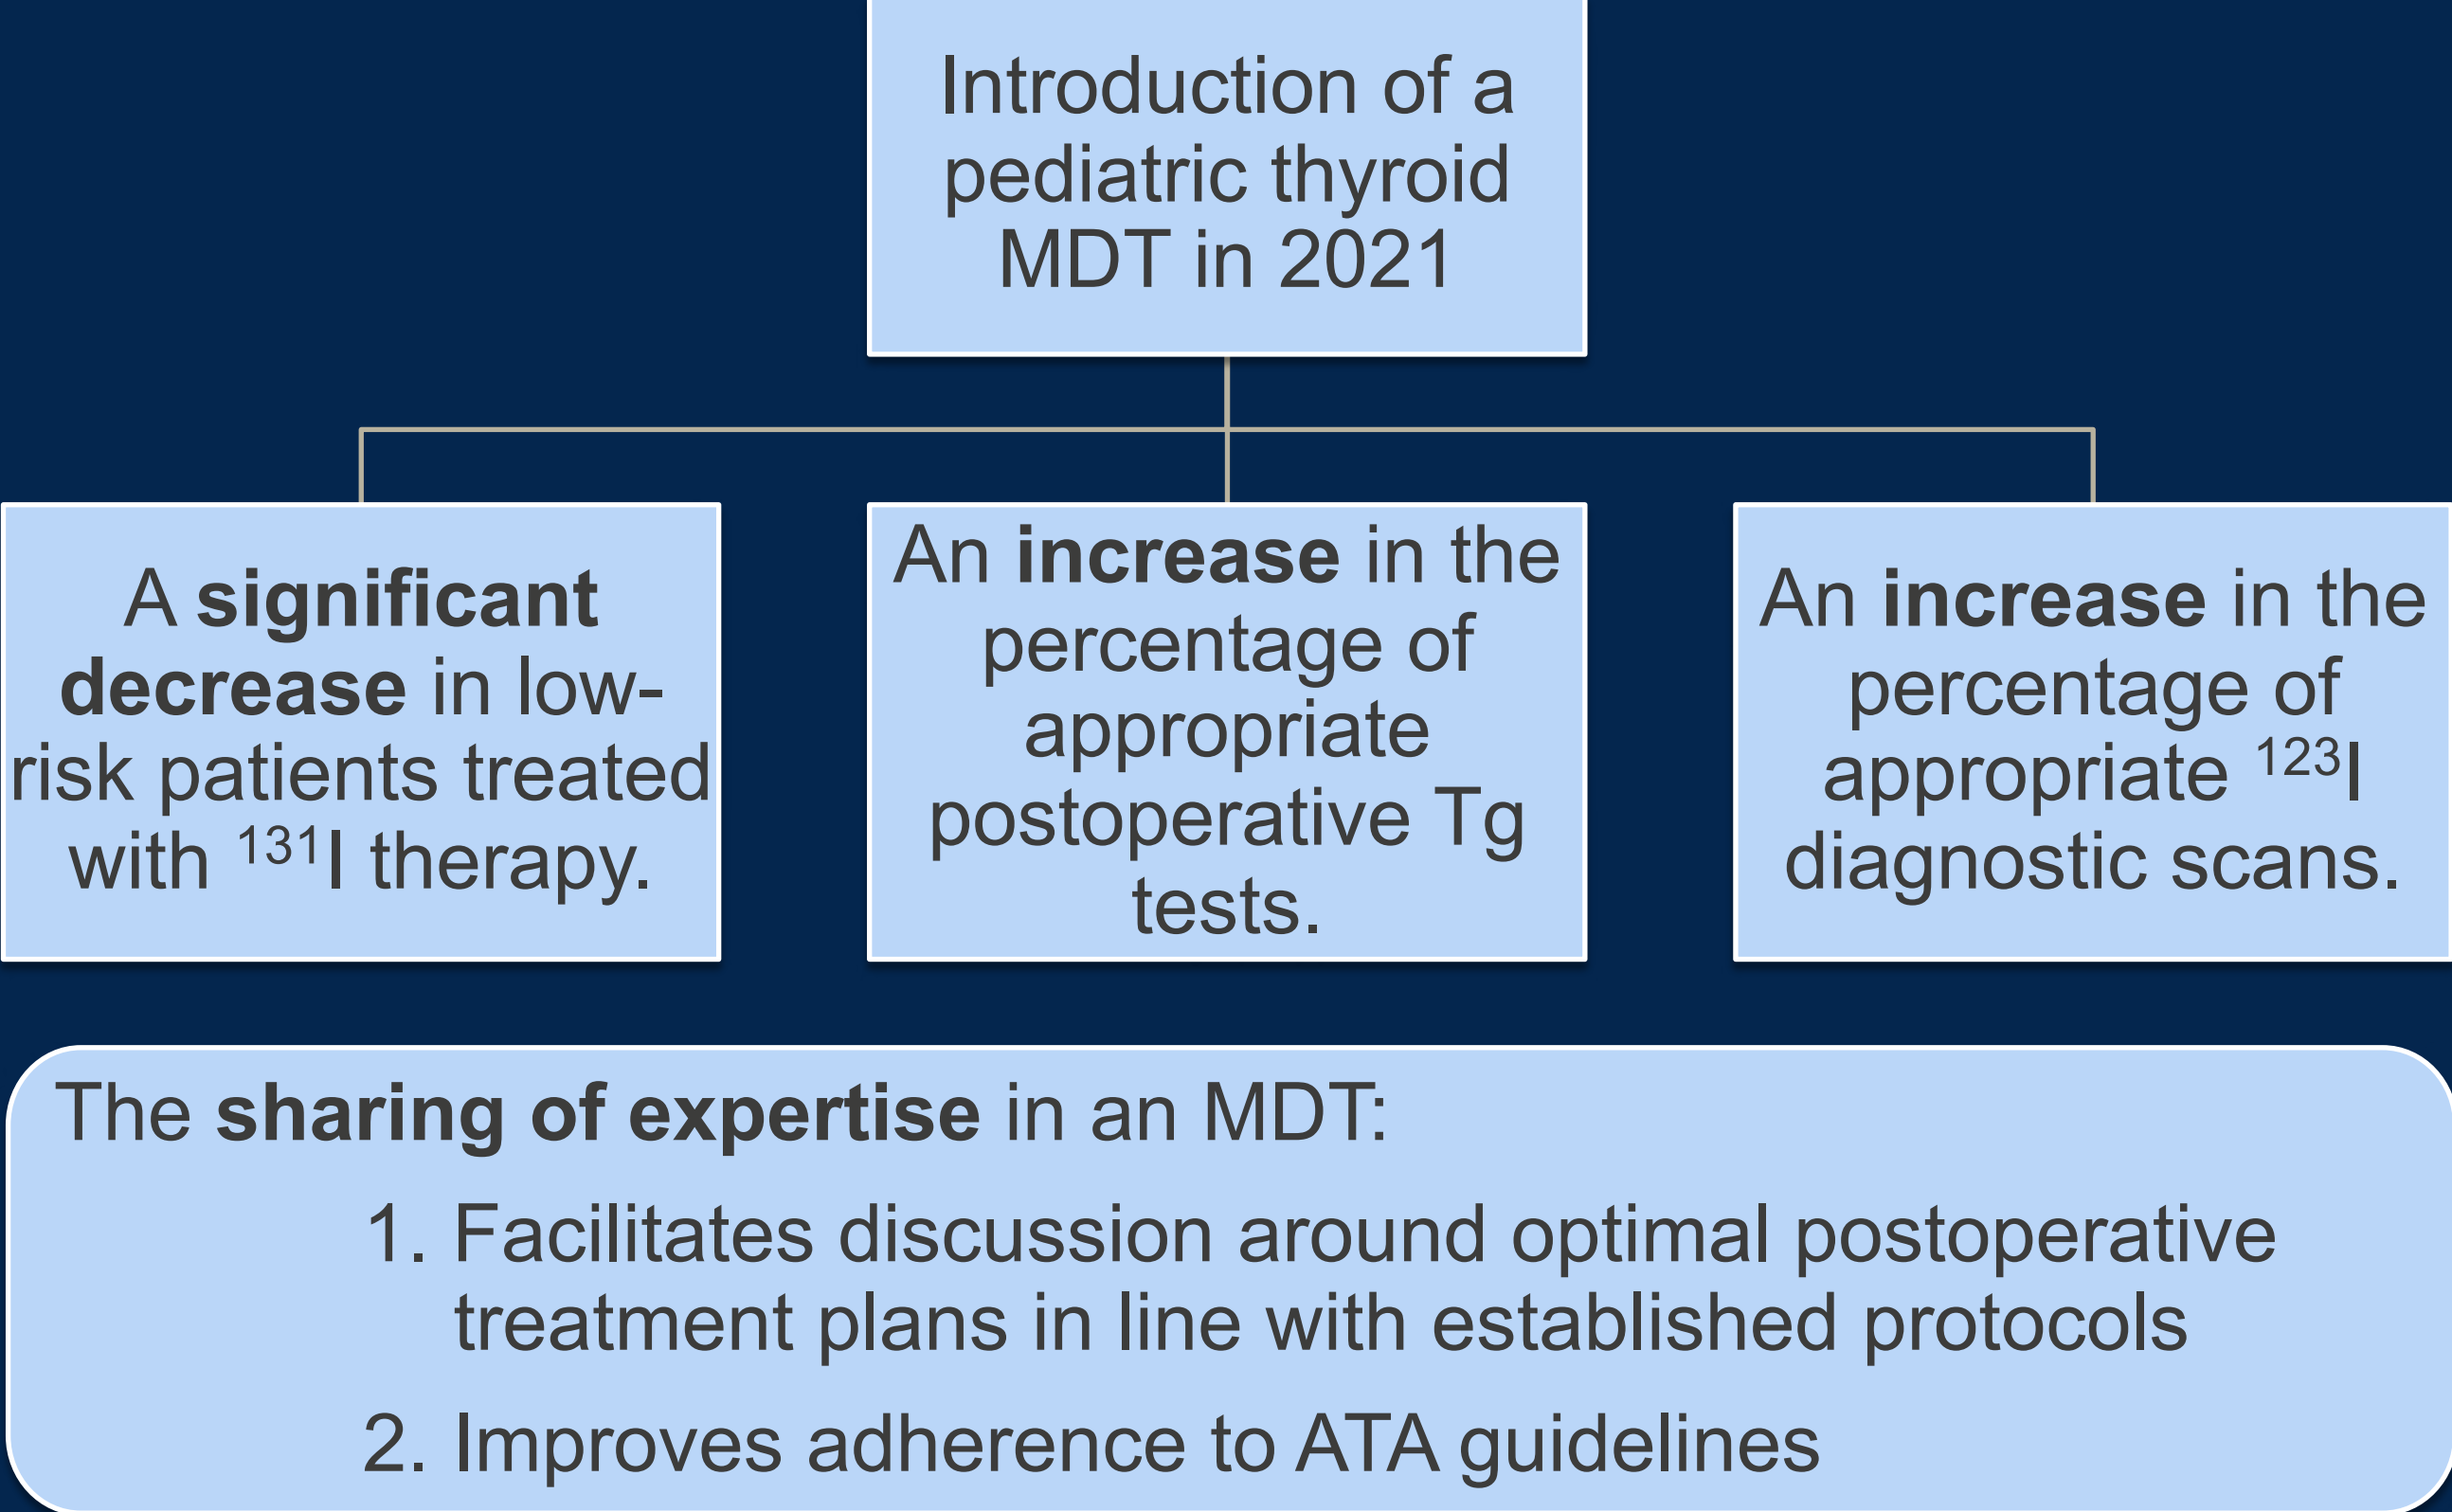 Introduction of a
pediatric thyroid
MDT in 2021
A significant
decrease in low-
risk patients treated
with ¹³¹I therapy.
An increase in the
percentage of
appropriate
postoperative Tg
tests.
An increase in the
percentage of
appropriate ¹²³I
diagnostic scans.
The sharing of expertise in an MDT:
1. Facilitates discussion around optimal postoperative
treatment plans in line with established protocols
2. Improves adherence to ATA guidelines